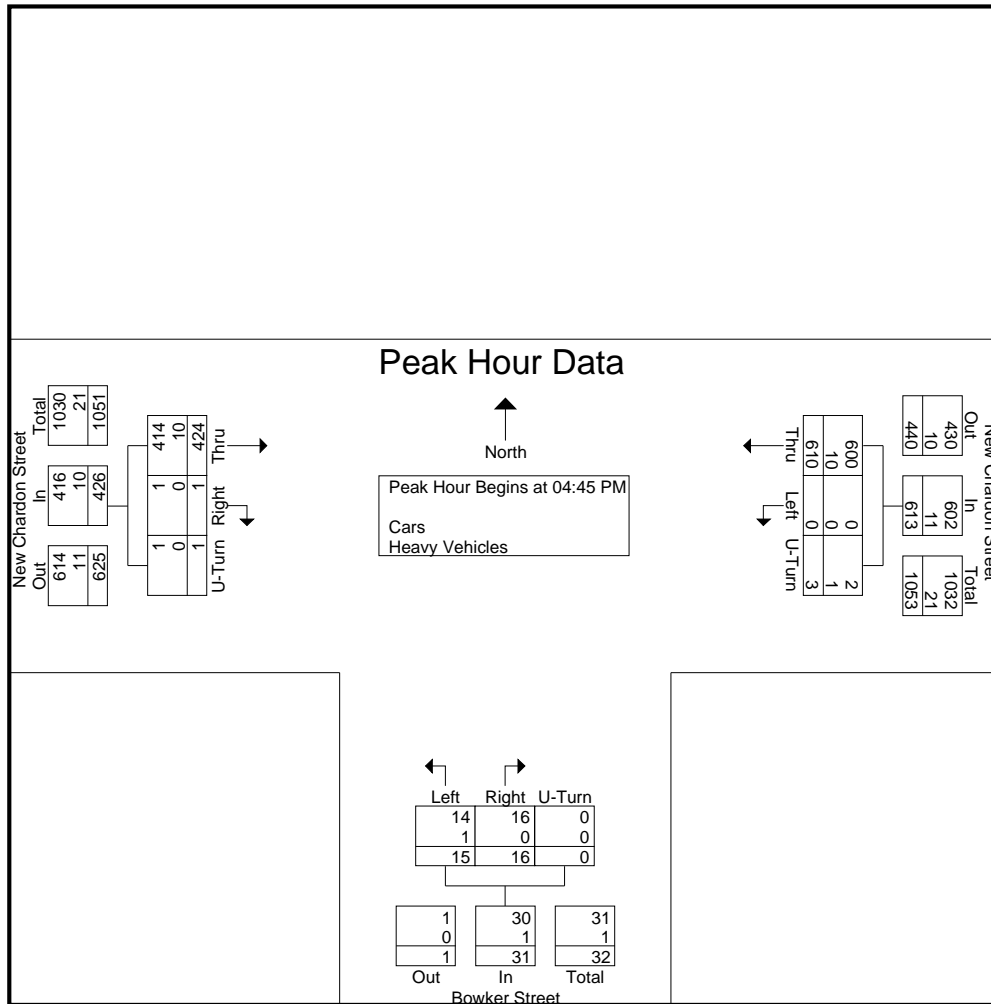 Peak Hour Data
North
Peak Hour Begins at 04:45 PM
Cars
Heavy Vehicles
New Chardon Street
Total
1030
21
1051
In
416
10
426
Out
614
11
625
Thru
414
10
424
Right
1
0
1
U-Turn
1
0
1
New Chardon Street
Out
430
10
440
In
602
11
613
Total
1032
21
1053
Thru
600
10
610
Left
0
0
0
U-Turn
2
1
3
Left Right U-Turn
14 16 0
1 0 0
15 16 0
1 30 31
0 1 1
1 31 32
Out In Total
Bowker Street